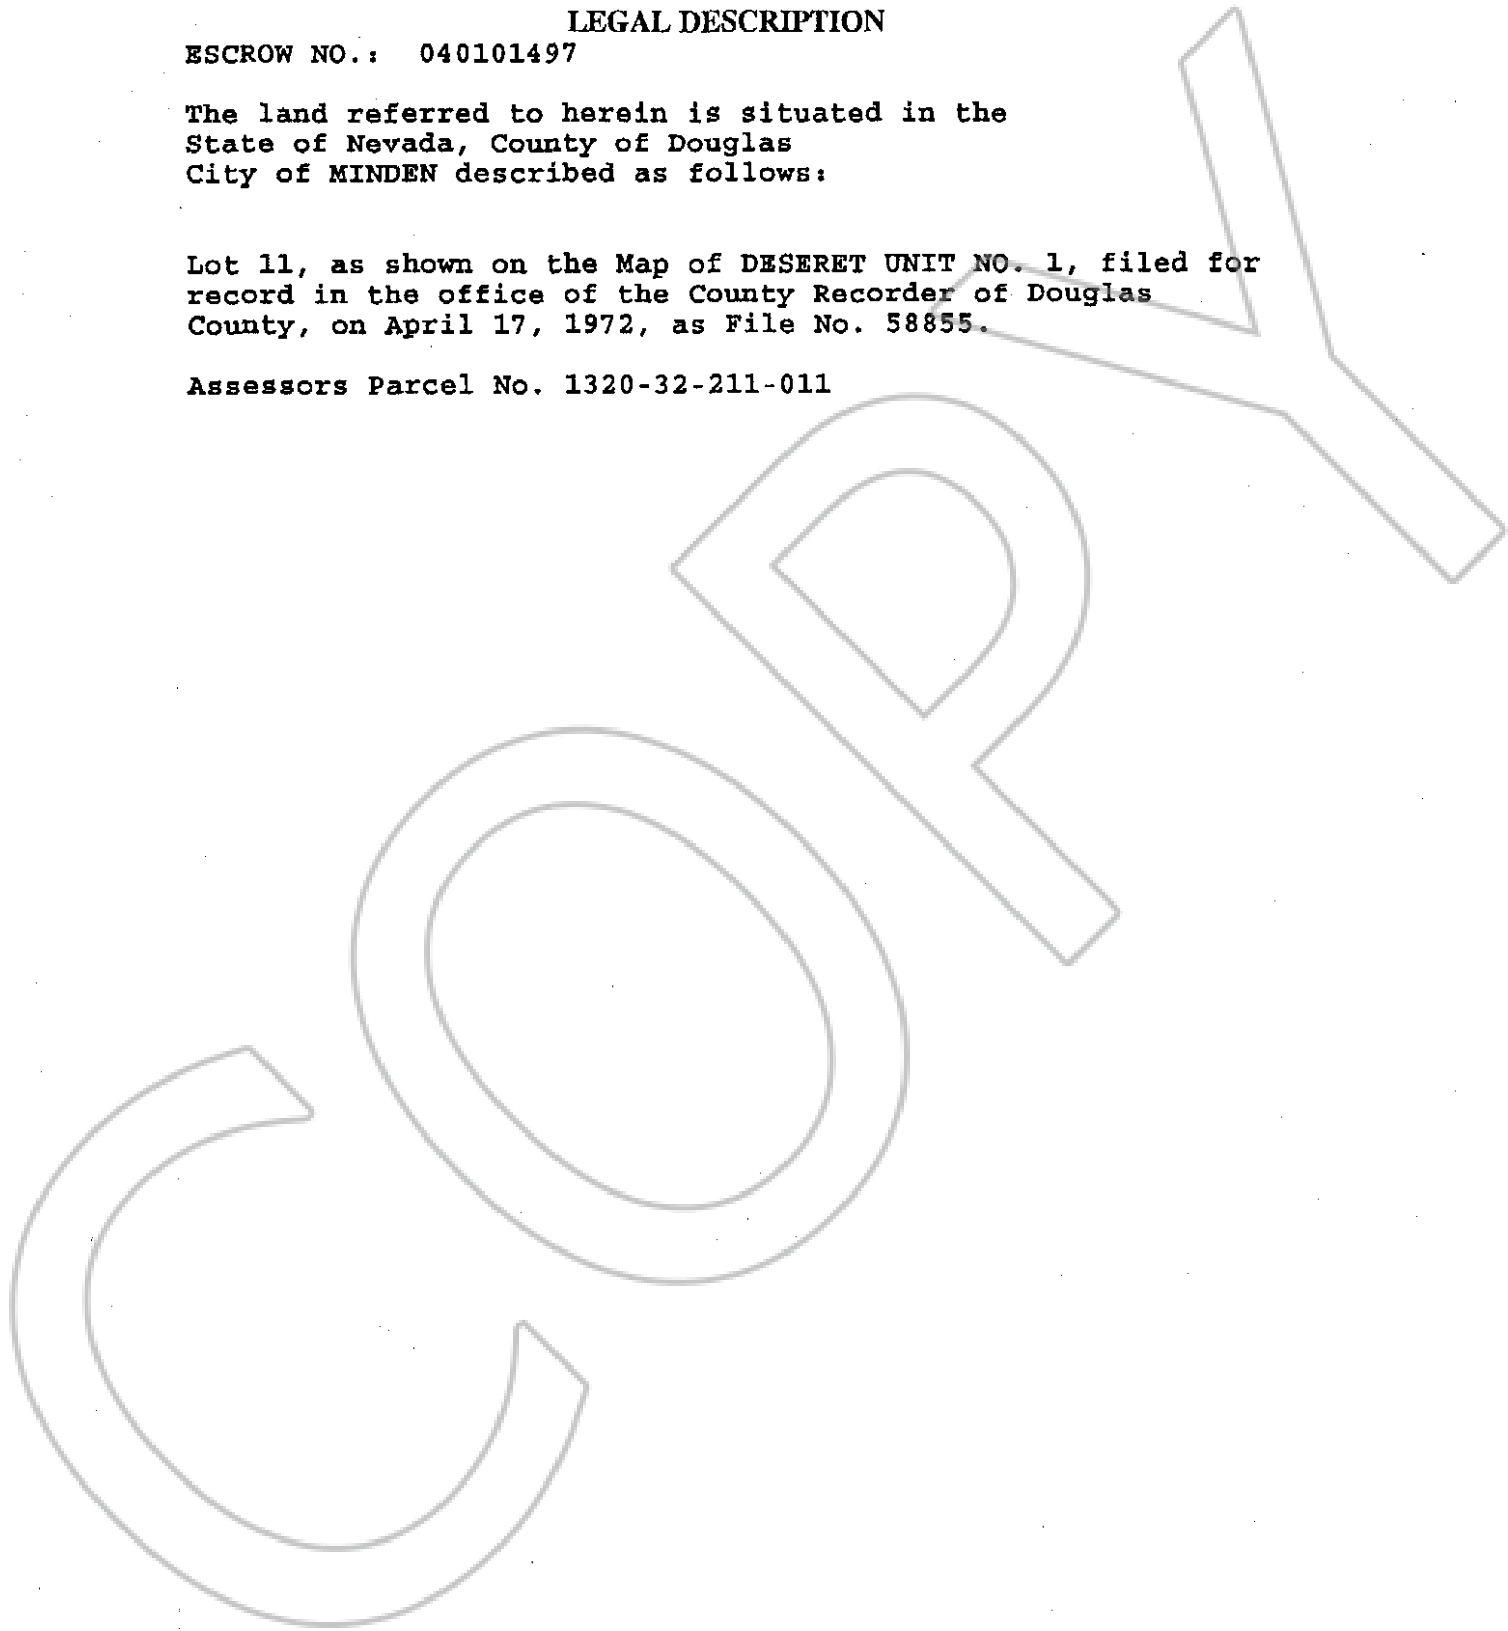 LEGAL DESCRIPTION
ESCROW NO.: 040101497
The land referred to herein is situated in the
State of Nevada, County of Douglas
City of MINDEN described as follows:
Lot 11, as shown on the Map of DESERET UNIT NO. 1, filed for
record in the office of the County Recorder of Douglas
County, on April 17, 1972, as File No. 58855.
Assessors Parcel No. 1320-32-211-011
COPY